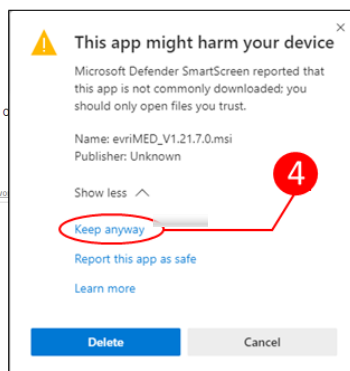 This app might harm your device
Microsoft Defender SmartScreen reported that
this app is not commonly downloaded; you
should only open files you trust.
Name: evriMED_V1.21.7.0.msi
Publisher: Unknown
4
Show less
Keep anyway
Report this app as safe
Learn more
Delete Cancel